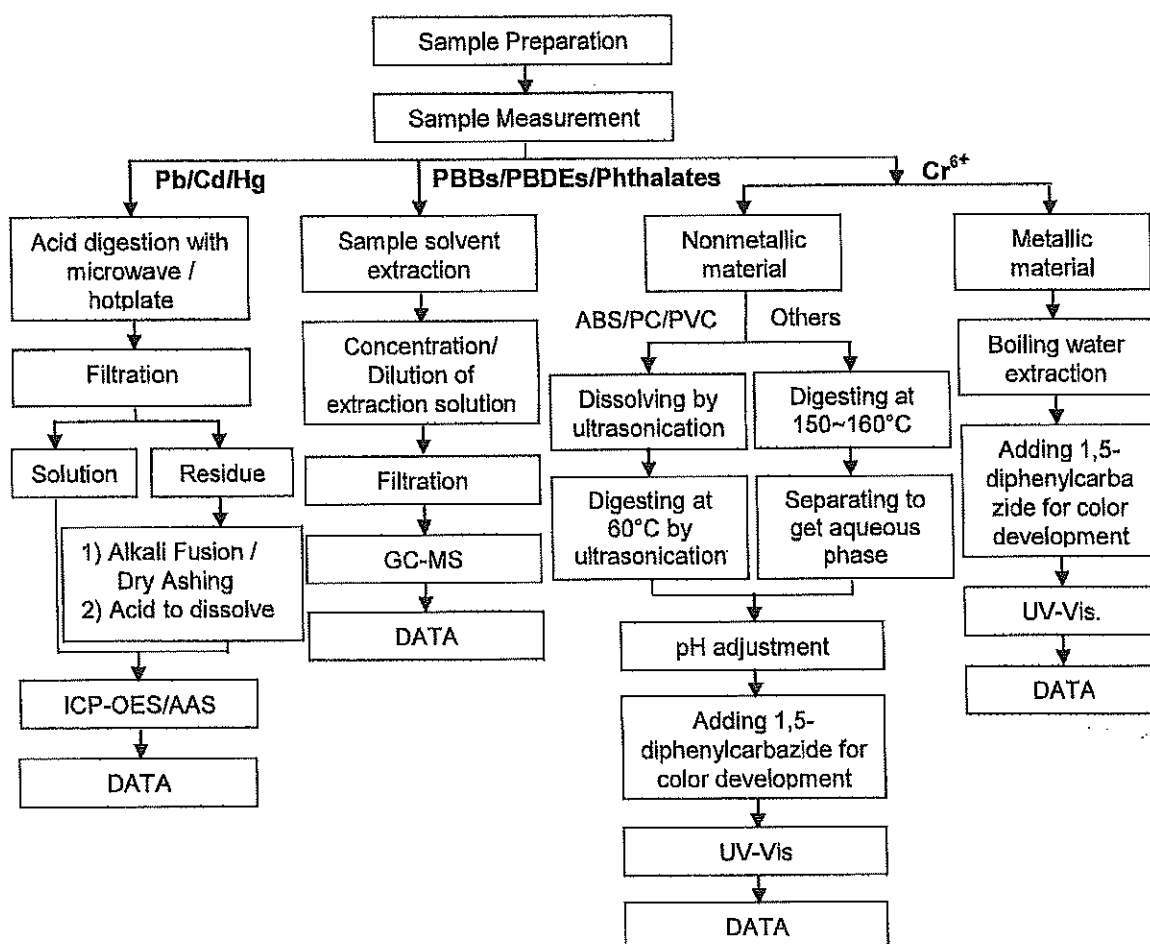 Sample Preparation
Sample Measurement
Pb/Cd/Hg
PBBs/PBDEs/Phthalates
Cr6+
Acid digestion with
microwave /
hotplate
Filtration
Solution
Residue
1) Alkali Fusion /
Dry Ashing
2) Acid to dissolve
ICP-OES/AAS
DATA
Sample solvent
extraction
Concentration/
Dilution of
extraction solution
Filtration
GC-MS
DATA
Nonmetallic
material
ABS/PC/PVC
Others
Dissolving by
ultrasonication
Digesting at
60°C by
ultrasonication
Digesting at
150~160°C
Separating to
get aqueous
phase
pH adjustment
Adding 1,5-
diphenylcarbazide for
color development
UV-Vis
DATA
Metallic
material
Boiling water
extraction
Adding 1,5-
diphenylcarba
zide for color
development
UV-Vis.
DATA